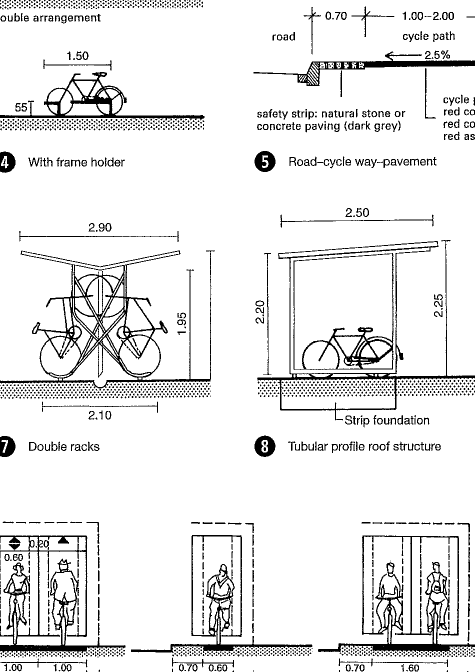 ouble arrangement
0.70
1.00–2.00
road
cycle path
2.5%
1.50
55
safety strip: natural stone or
concrete paving (dark grey)
cycle
red co
red co
red as
4 With frame holder
5 Road–cycle way–pavement
2.90
2.50
1.95
2.20
2.25
2.10
Strip foundation
7 Double racks
8 Tubular profile roof structure
0.20
0.60
1.00
1.00
0.70
0.60
0.70
1.60